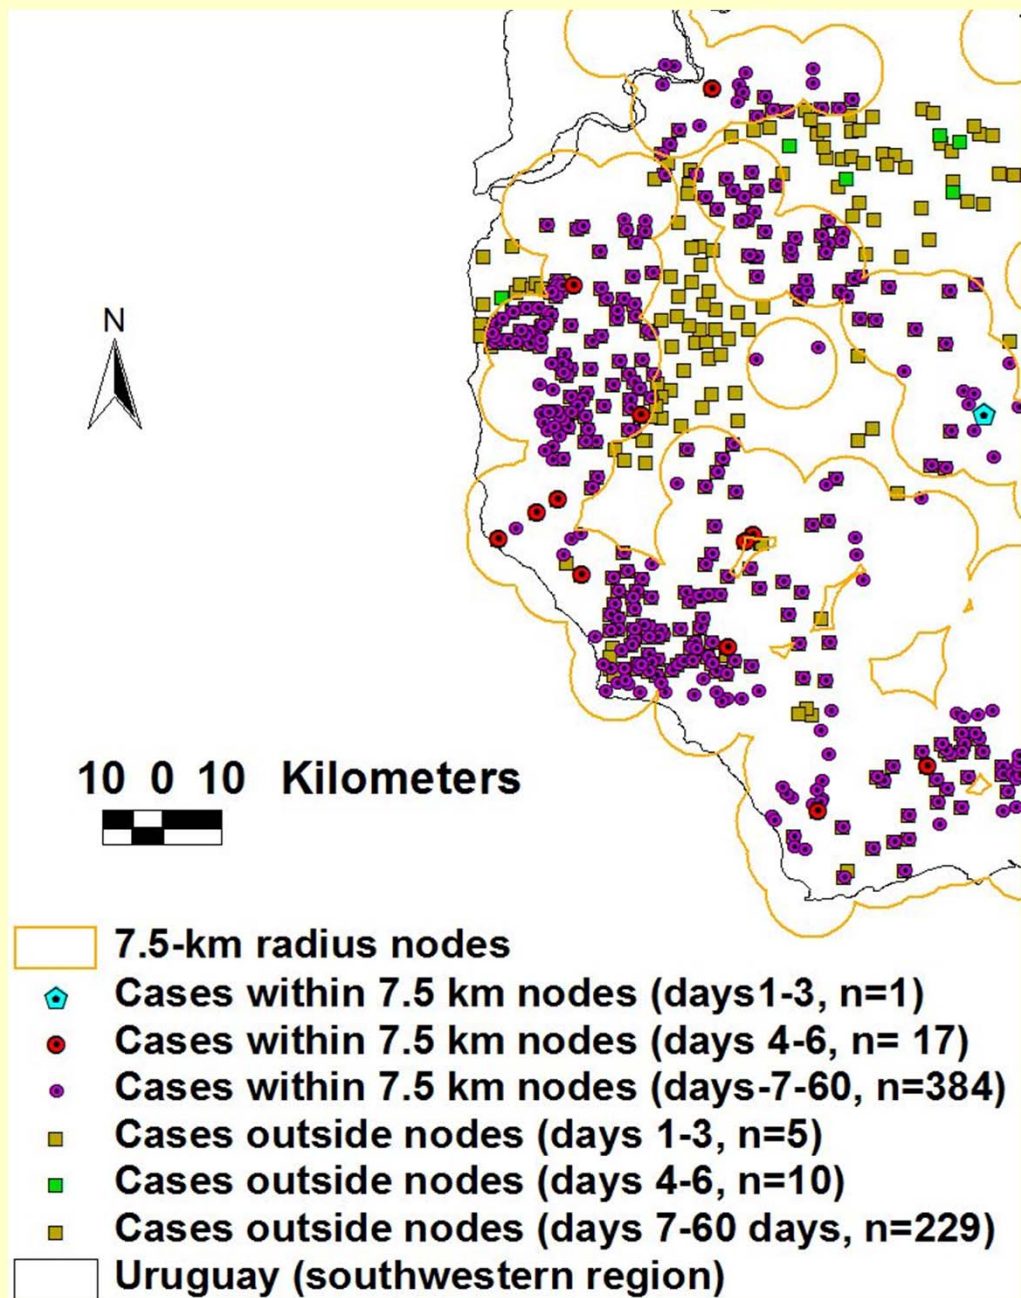 N
10 0 10 Kilometers
7.5-km radius nodes
Cases within 7.5 km nodes (days1-3, n=1)
Cases within 7.5 km nodes (days 4-6, n= 17)
Cases within 7.5 km nodes (days-7-60, n=384)
Cases outside nodes (days 1-3, n=5)
Cases outside nodes (days 4-6, n=10)
Cases outside nodes (days 7-60 days, n=229)
Uruguay (southwestern region)